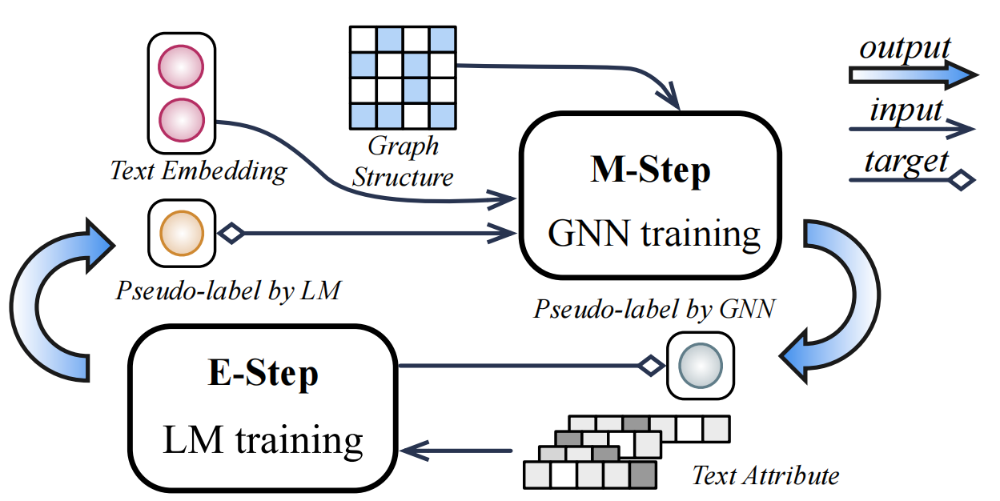 output
input
target
Text Embedding
Graph
Structure
M-Step
GNN training
Pseudo-label by LM
Pseudo-label by GNN
E-Step
LM training
Text Attribute